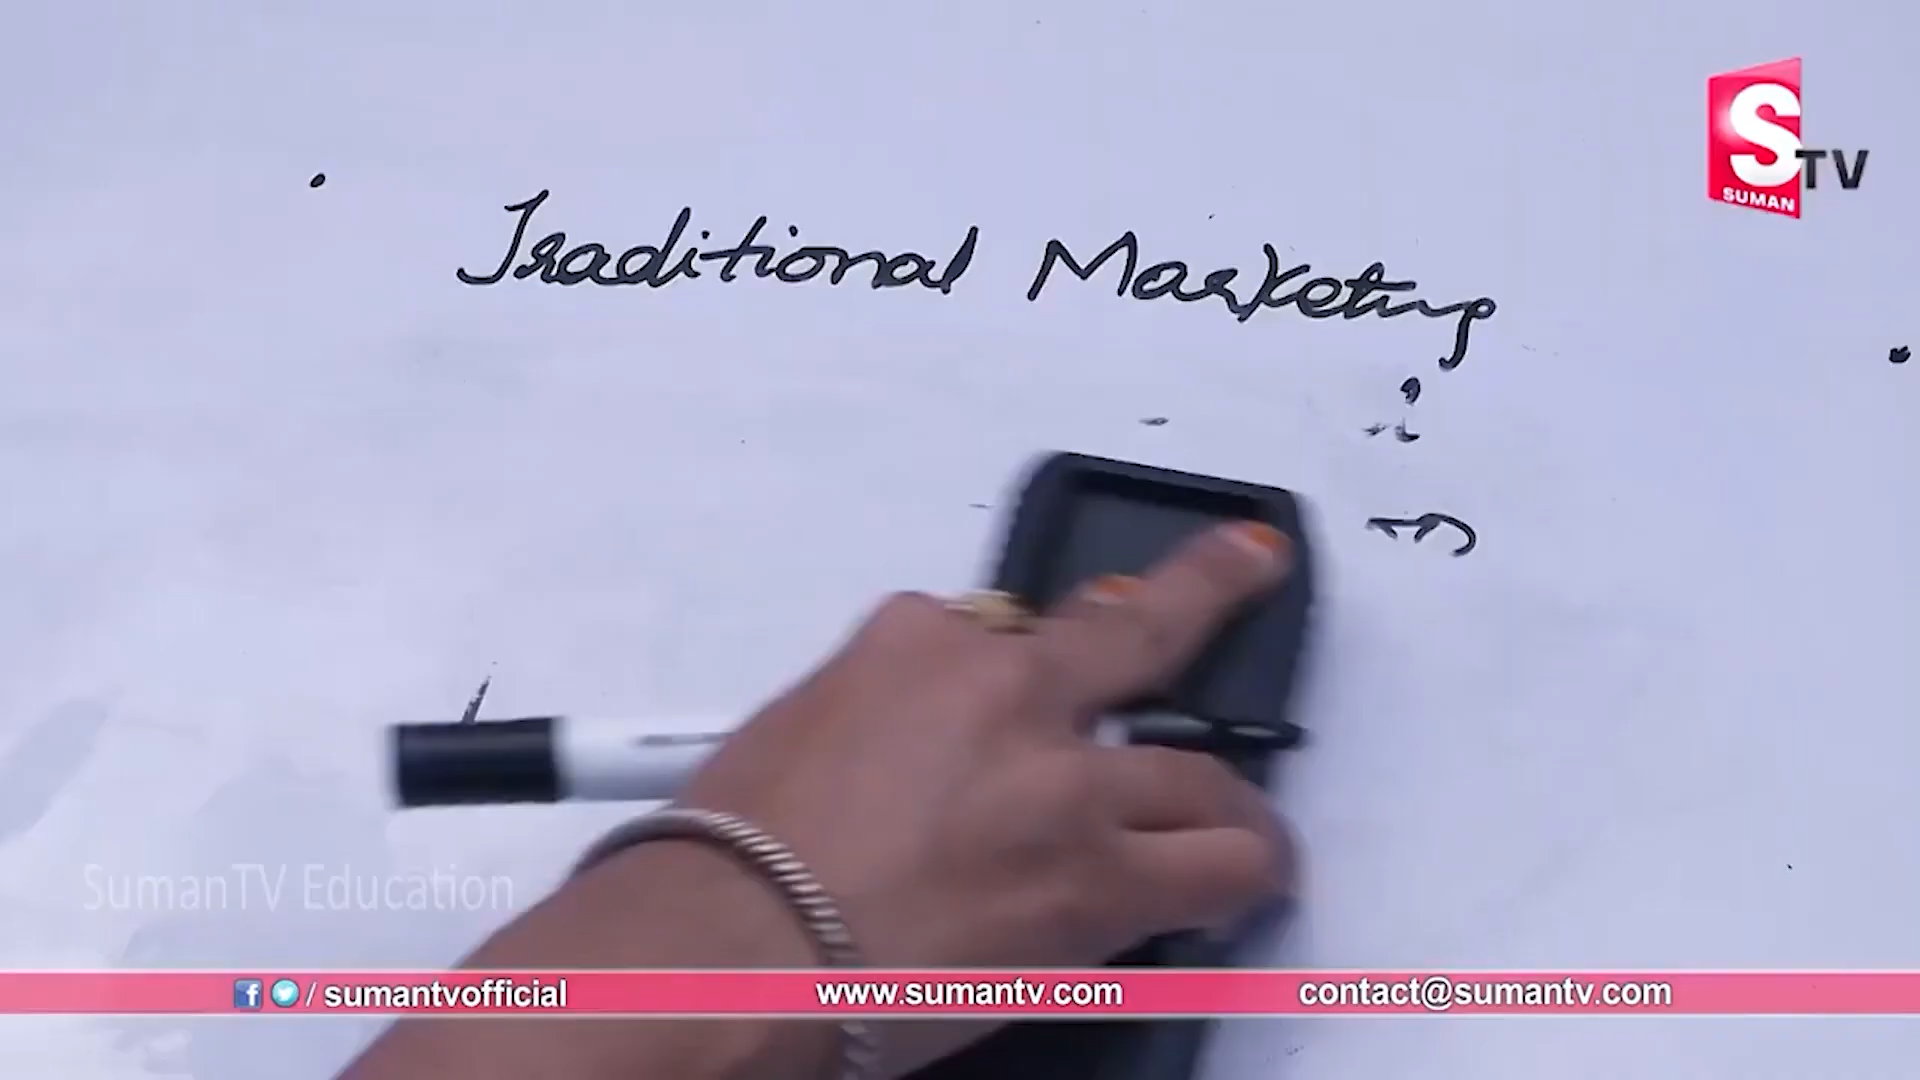 S TV
SUMAN
Traditional Marketing
SumanTV Education
f / sumantvofficial
www.sumantv.com
contact@sumantv.com